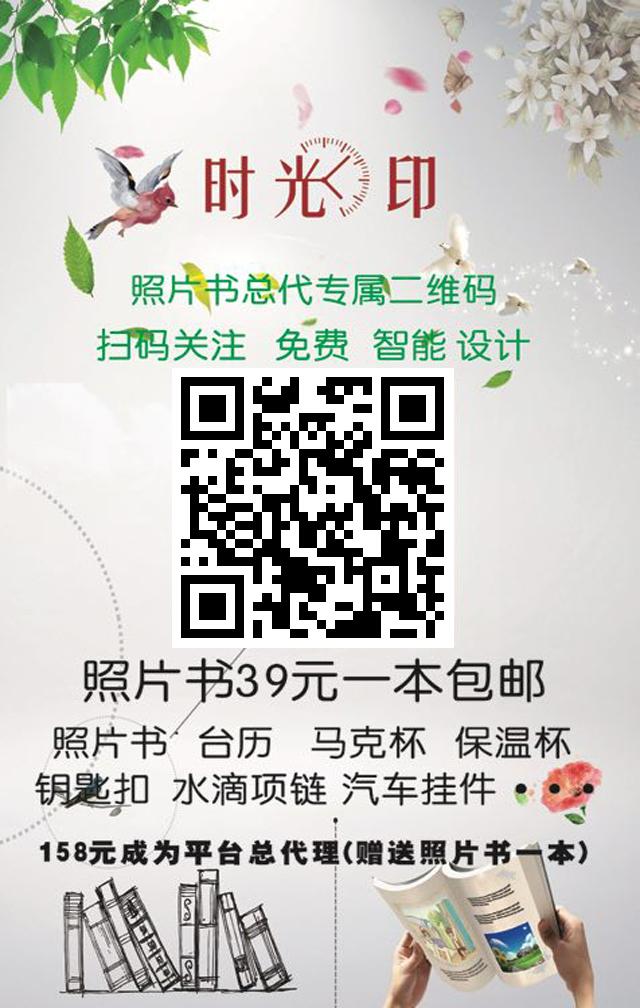 时光印
照片书总代专属二维码
扫码关注 免费 智能 设计
照片书39元一本包邮
照片书 台历 马克杯 保温杯
钥匙扣 水滴项链 汽车挂件
158元成为平台总代理(赠送照片书一本)